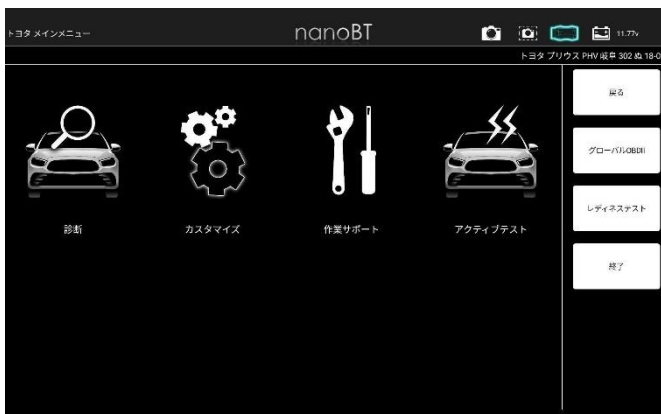 トヨタ メインメニュー
nanoBT
11.77v
トヨタ プリウス PHV 岐阜 302 ぬ 18-0
戻る
グローバルOBDII
レディネステスト
終了
診断
カスタマイズ
作業サポート
アクティブテスト